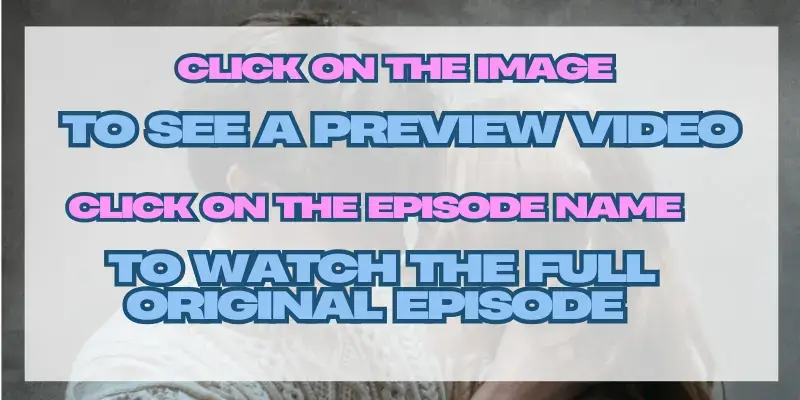 CLICK ON THE IMAGE
TO SEE A PREVIEW VIDEO
CLICK ON THE EPISODE NAME
TO WATCH THE FULL
ORIGINAL EPISODE